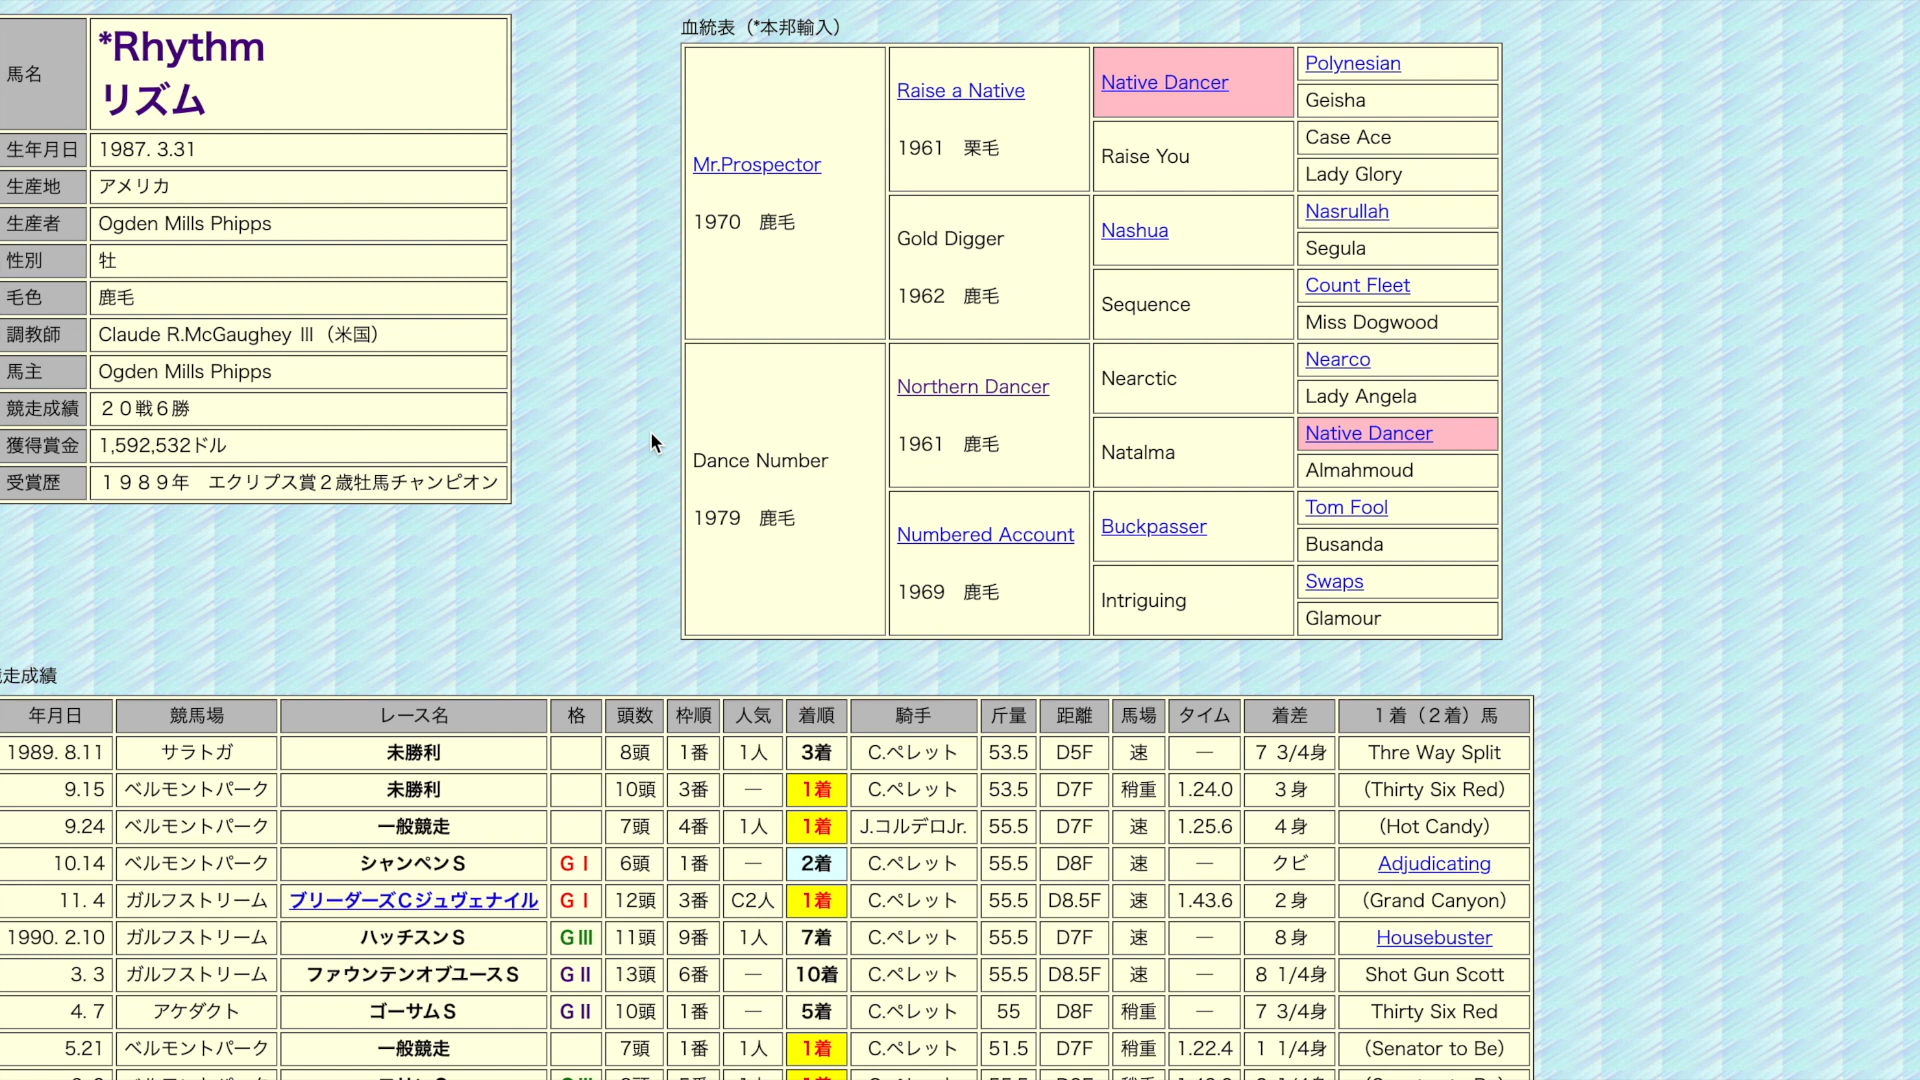 馬名 *Rhythm
リズム
生年月日 1987. 3.31
生産地 アメリカ
生産者 Ogden Mills Phipps
性別 牡
毛色 鹿毛
調教師 Claude R.McGaughey Ⅲ（米国）
馬主 Ogden Mills Phipps
競走成績 ２０戦６勝
獲得賞金 1,592,532ドル
受賞歴 １９８９年　エクリプス賞２歳牡馬チャンピオン
血統表（*本邦輸入）
Mr.Prospector
1970　鹿毛
Raise a Native
1961　栗毛
Native Dancer
Polynesian
Geisha
Raise You
Case Ace
Lady Glory
Gold Digger
1962　鹿毛
Nashua
Nasrullah
Segula
Sequence
Count Fleet
Miss Dogwood
Dance Number
1979　鹿毛
Northern Dancer
1961　鹿毛
Nearctic
Nearco
Lady Angela
Natalma
Native Dancer
Almahmoud
Numbered Account
1969　鹿毛
Buckpasser
Tom Fool
Busanda
Intriguing
Swaps
Glamour
走成績
年月日 競馬場 レース名 格 頭数 枠順 人気 着順 騎手 斤量 距離 馬場 タイム 着差 １着（２着）馬
1989. 8.11 サラトガ 未勝利 8頭 1番 1人 3着 C.ペレット 53.5 D5F 速 ― 7 3/4身 Thre Way Split
9.15 ベルモントパーク 未勝利 10頭 3番 ― 1着 C.ペレット 53.5 D7F 稍重 1.24.0 3身 （Thirty Six Red）
9.24 ベルモントパーク 一般競走 7頭 4番 1人 1着 J.コルデロJr. 55.5 D7F 速 1.25.6 4身 （Hot Candy）
10.14 ベルモントパーク シャンペンＳ GⅠ 6頭 1番 ― 2着 C.ペレット 55.5 D8F 速 ― クビ Adjudicating
11. 4 ガルフストリーム ブリーダーズCジュヴェナイル GⅠ 12頭 3番 C2人 1着 C.ペレット 55.5 D8.5F 速 1.43.6 2身 （Grand Canyon）
1990. 2.10 ガルフストリーム ハッチスンＳ GⅢ 11頭 9番 1人 7着 C.ペレット 55.5 D7F 速 ― 8身 Housebuster
3. 3 ガルフストリーム ファウンテンオブユースＳ GⅡ 13頭 6番 ― 10着 C.ペレット 55.5 D8.5F 速 ― 8 1/4身 Shot Gun Scott
4. 7 アケダクト ゴーサムＳ GⅡ 10頭 1番 ― 5着 C.ペレット 55 D8F 稍重 ― 7 3/4身 Thirty Six Red
5.21 ベルモントパーク 一般競走 7頭 1番 1人 1着 C.ペレット 51.5 D7F 稍重 1.22.4 1 1/4身 （Senator to Be）